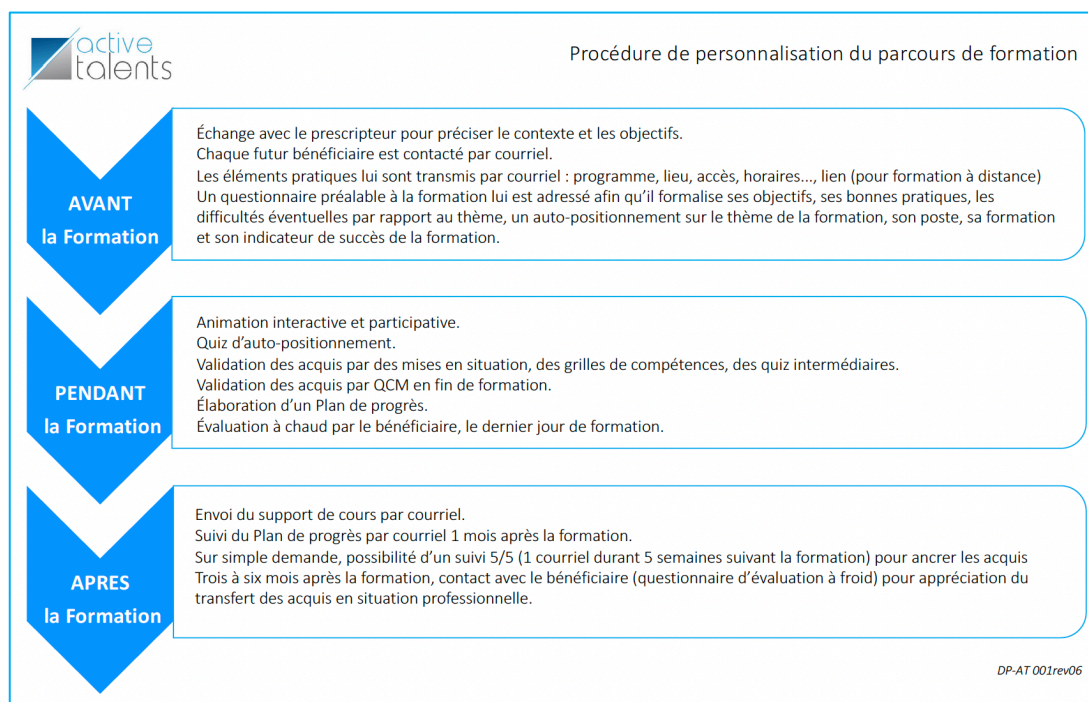 active
talents
Procédure de personnalisation du parcours de formation
AVANT
la Formation
Échange avec le prescripteur pour préciser le contexte et les objectifs.
Chaque futur bénéficiaire est contacté par courriel.
Les éléments pratiques lui sont transmis par courriel : programme, lieu, accès, horaires..., lien (pour formation à distance)
Un questionnaire préalable à la formation lui est adressé afin qu'il formalise ses objectifs, ses bonnes pratiques, les
difficultés éventuelles par rapport au thème, un auto-positionnement sur le thème de la formation, son poste, sa formation
et son indicateur de succès de la formation.
PENDANT
la Formation
Animation interactive et participative.
Quiz d'auto-positionnement.
Validation des acquis par des mises en situation, des grilles de compétences, des quiz intermédiaires.
Validation des acquis par QCM en fin de formation.
Élaboration d'un Plan de progrès.
Évaluation à chaud par le bénéficiaire, le dernier jour de formation.
APRES
la Formation
Envoi du support de cours par courriel.
Suivi du Plan de progrès par courriel 1 mois après la formation.
Sur simple demande, possibilité d'un suivi 5/5 (1 courriel durant 5 semaines suivant la formation) pour ancrer les acquis
Trois à six mois après la formation, contact avec le bénéficiaire (questionnaire d'évaluation à froid) pour appréciation du
transfert des acquis en situation professionnelle.
DP-AT 001rev06